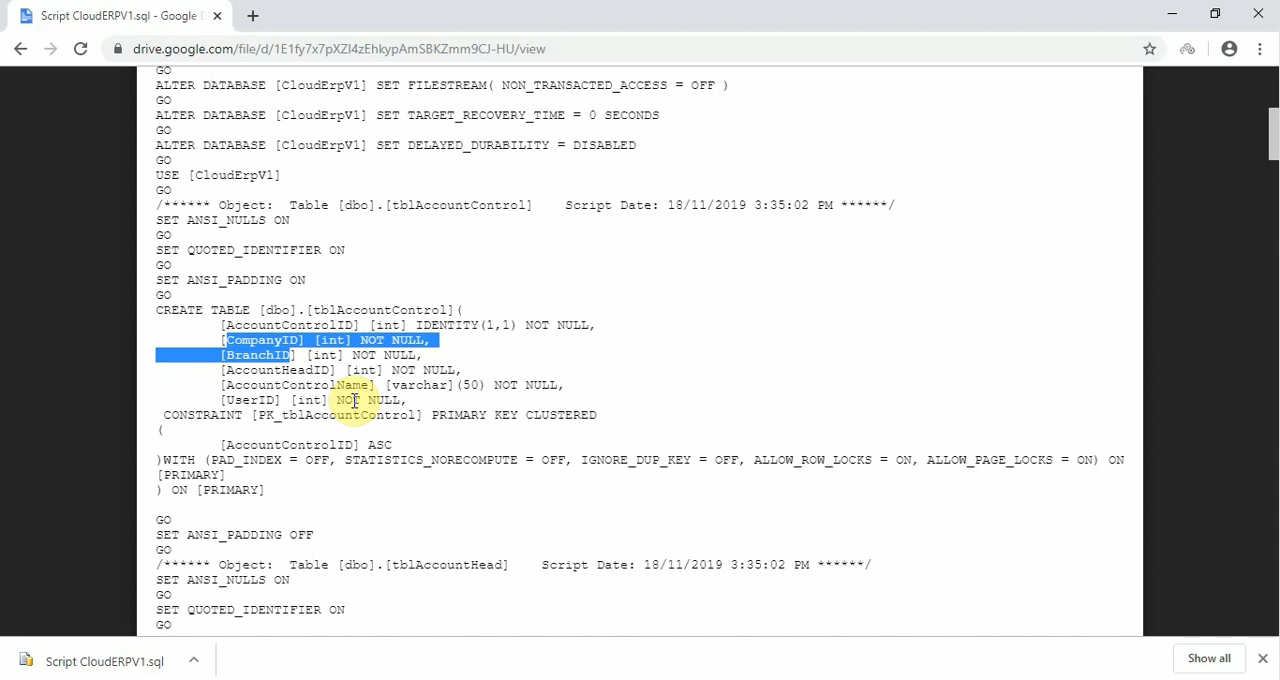 Script CloudERPV1.sql - Google
drive.google.com/file/d/1E1fy7x7pXZl4zEhkypAmSBKZmm9CJ-HU/view
GO
ALTER DATABASE [CloudErpV1] SET FILESTREAM( NON_TRANSACTED_ACCESS = OFF )
GO
ALTER DATABASE [CloudErpV1] SET TARGET_RECOVERY_TIME = 0 SECONDS
GO
ALTER DATABASE [CloudErpV1] SET DELAYED_DURABILITY = DISABLED
GO
USE [CloudErpV1]
GO
/****** Object:  Table [dbo].[tblAccountControl]    Script Date: 18/11/2019 3:35:02 PM ******/
SET ANSI_NULLS ON
GO
SET QUOTED_IDENTIFIER ON
GO
SET ANSI_PADDING ON
GO
CREATE TABLE [dbo].[tblAccountControl](
[AccountControlID] [int] IDENTITY(1,1) NOT NULL,
[CompanyID] [int] NOT NULL,
[BranchID] [int] NOT NULL,
[AccountHeadID] [int] NOT NULL,
[AccountControlName] [varchar](50) NOT NULL,
[UserID] [int] NOT NULL,
CONSTRAINT [PK_tblAccountControl] PRIMARY KEY CLUSTERED
(
[AccountControlID] ASC
)WITH (PAD_INDEX = OFF, STATISTICS_NORECOMPUTE = OFF, IGNORE_DUP_KEY = OFF, ALLOW_ROW_LOCKS = ON, ALLOW_PAGE_LOCKS = ON) ON
[PRIMARY]
) ON [PRIMARY]
GO
SET ANSI_PADDING OFF
GO
/****** Object:  Table [dbo].[tblAccountHead]    Script Date: 18/11/2019 3:35:02 PM ******/
SET ANSI_NULLS ON
GO
SET QUOTED_IDENTIFIER ON
GO
Script CloudERPV1.sql
Show all